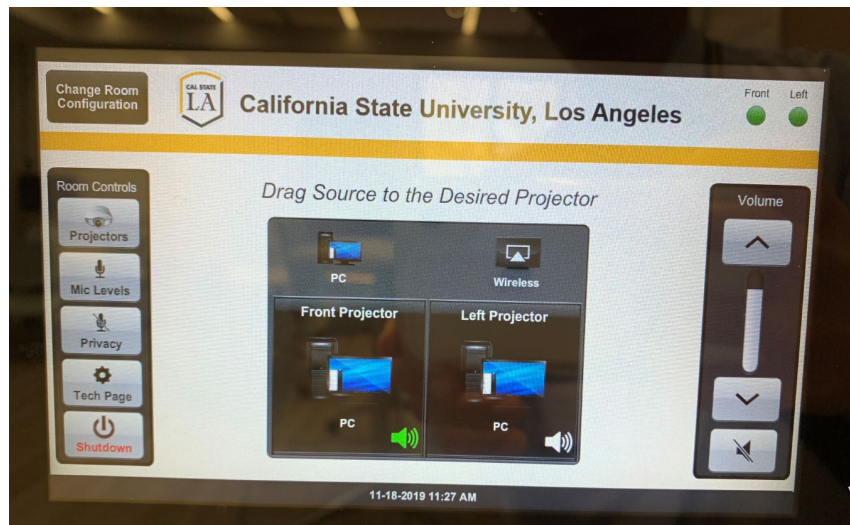 Change Room
Configuration
CAL STATE
LA
California State University, Los Angeles
Front
Left
Room Controls
Projectors
Mic Levels
Privacy
Tech Page
Shutdown
Drag Source to the Desired Projector
PC
Wireless
Front Projector
Left Projector
PC
PC
Volume
11-18-2019 11:27 AM